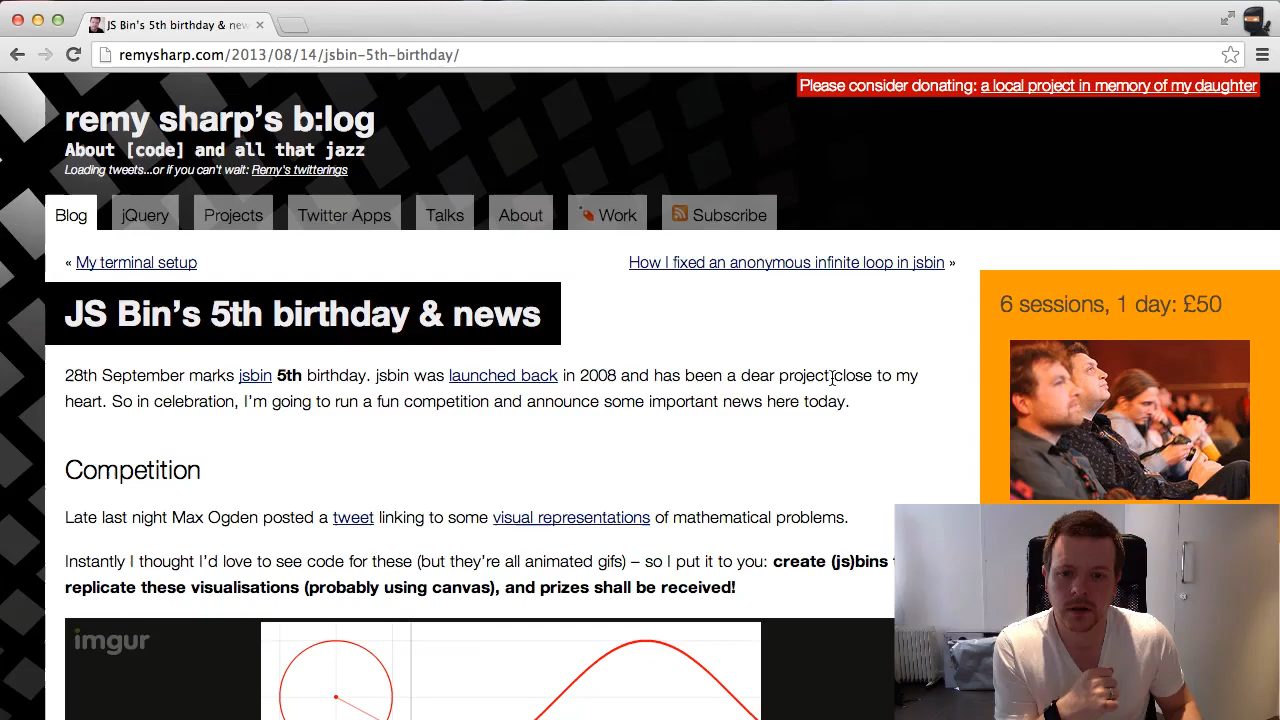 JS Bin's 5th birthday & new
remysharp.com/2013/08/14/jsbin-5th-birthday/
Please consider donating: a local project in memory of my daughter
remy sharp's b:log
About [code] and all that jazz
Loading tweets...or if you can't wait: Remy's twitterings
Blog jQuery Projects Twitter Apps Talks About Work Subscribe
« My terminal setup How I fixed an anonymous infinite loop in jsbin »
JS Bin's 5th birthday & news
28th September marks jsbin 5th birthday. jsbin was launched back in 2008 and has been a dear project close to my
heart. So in celebration, I'm going to run a fun competition and announce some important news here today.
6 sessions, 1 day: £50
Competition
Late last night Max Ogden posted a tweet linking to some visual representations of mathematical problems.
Instantly I thought I'd love to see code for these (but they're all animated gifs) – so I put it to you: create (js)bins
replicate these visualisations (probably using canvas), and prizes shall be received!
imgur